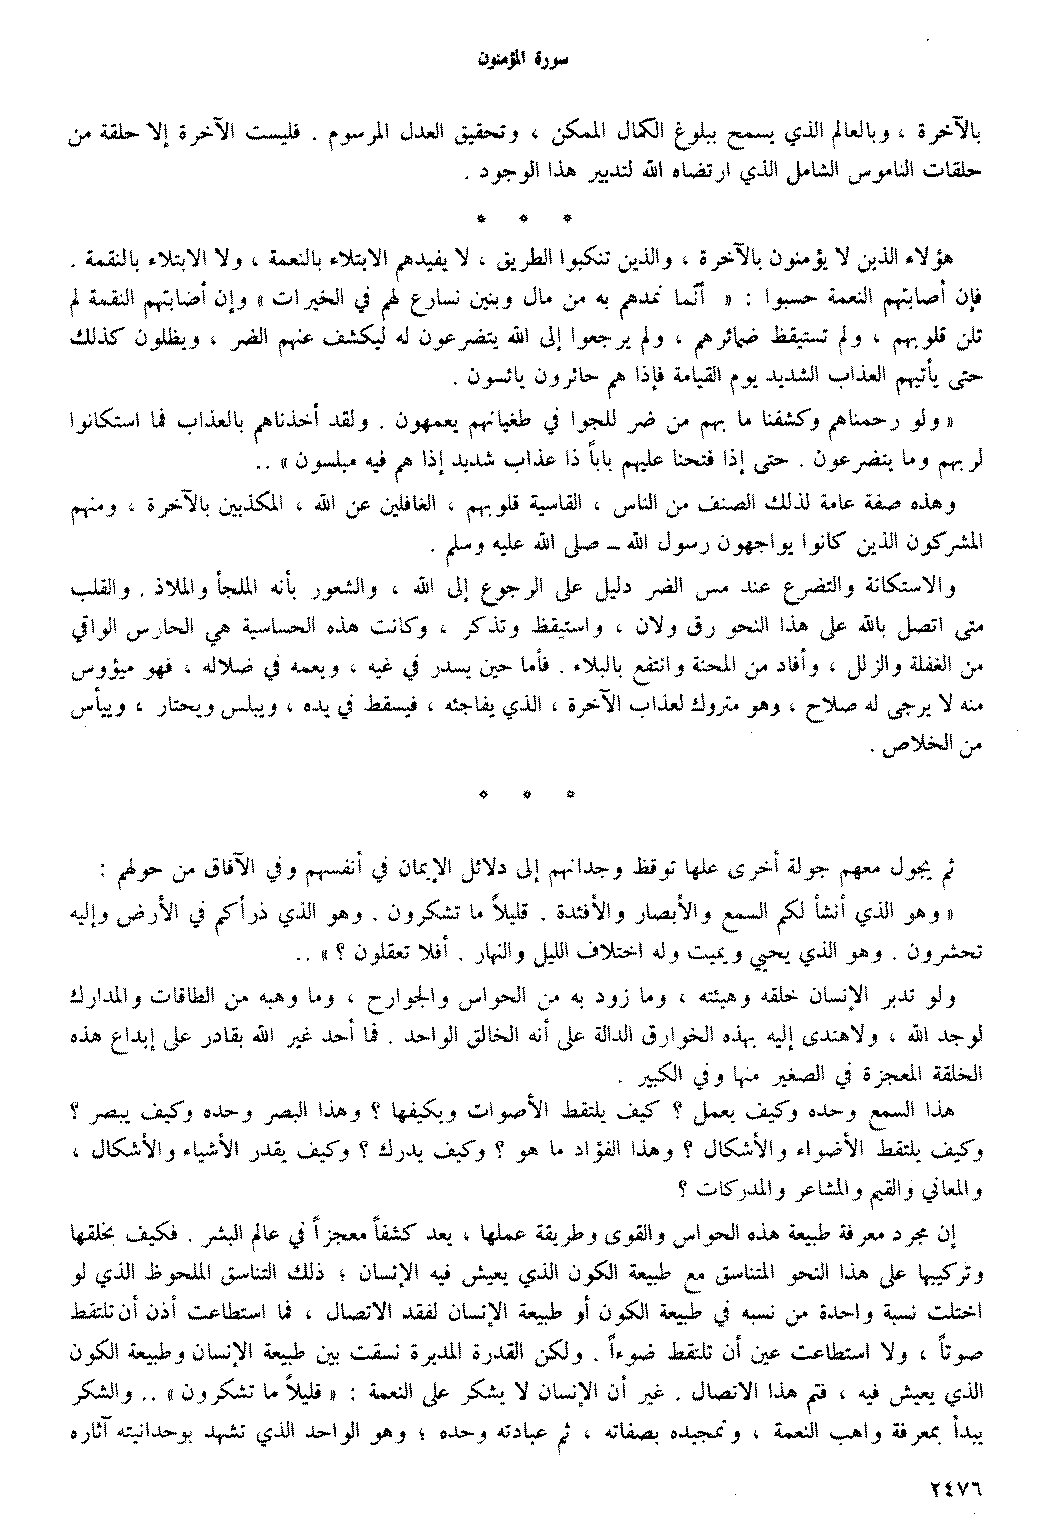 سورة المؤمنون
بالآخرة ، وبالعالم الذي يسمح ببلوغ الكمال الممكن ، وتحقيق العدل المرسوم . فليست الآخرة إلا حلقة من
حلقات الناموس الشامل الذي ارتضاه الله لتدبير هذا الوجود .
* * *
هؤلاء الذين لا يؤمنون بالآخرة ، والذين تنكبوا الطريق ، لا يفيدهم الابتلاء بالنعمة ، ولا الابتلاء بالنقمة .
فإن أصابتهم النعمة حسبوا : « أنما نمدهم به من مال وبنين نسارع لهم في الخيرات » وإن أصابتهم النقمة لم
تلن قلوبهم ، ولم تستيقظ ضمائرهم ، ولم يرجعوا إلى الله يتضرعون له ليكشف عنهم الضر ، ويظلون كذلك
حتى يأتيهم العذاب الشديد يوم القيامة فإذا هم حائرون يائسون .
« ولو رحمناهم وكشفنا ما بهم من ضر للجوا في طغيانهم يعمهون . ولقد أخذناهم بالعذاب فما استكانوا
لربهم وما يتضرعون . حتى إذا فتحنا عليهم باباً ذا عذاب شديد إذا هم فيه مبلسون » ..
وهذه صفة عامة لذلك الصنف من الناس ، القاسية قلوبهم ، الغافلين عن الله ، المكذبين بالآخرة ، ومنهم
المشركون الذين كانوا يواجهون رسول الله – صلى الله عليه وسلم .
والاستكانة والتضرع عند مس الضر دليل على الرجوع إلى الله ، والشعور بأنه الملجأ والملاذ . والقلب
متى اتصل بالله على هذا النحو رق ولان ، واستيقظ وتذكر ، وكانت هذه الحساسية هي الحارس الواقي
من الغفلة والزلل ، وأفاد من المحنة وانتفع بالبلاء . فأما حين يسدر في غيه ، ويعمه في ضلاله ، فهو ميؤوس
منه لا يرجى له صلاح ، وهو متروك لعذاب الآخرة ، الذي يفاجئه ، فيسقط في يده ، ويبلس ويحتار ، وييأس
من الخلاص .
* * *
ثم يجول معهم جولة أخرى علها توقظ وجدانهم إلى دلائل الإيمان في أنفسهم وفي الآفاق من حولهم :
« وهو الذي أنشأ لكم السمع والأبصار والأفئدة . قليلاً ما تشكرون . وهو الذي ذرأكم في الأرض وإليه
تحشرون . وهو الذي يحيي ويميت وله اختلاف الليل والنهار . أفلا تعقلون ؟ » ..
ولو تدبر الإنسان خلقه وهيئته ، وما زود به من الحواس والجوارح ، وما وهبه من الطاقات والمدارك
لوجد الله ، ولاهتدى إليه بهذه الخوارق الدالة على أنه الخالق الواحد . فما أحد غير الله بقادر على إبداع هذه
الخلقة المعجزة في الصغير منها وفي الكبير .
هذا السمع وحده وكيف يعمل ؟ كيف يلتقط الأصوات ويكيفها ؟ وهذا البصر وحده وكيف يبصر ؟
وكيف يلتقط الأضواء والأشكال ؟ وهذا الفؤاد ما هو ؟ وكيف يدرك ؟ وكيف يقدر الأشياء والأشكال ،
والمعاني والقيم والمشاعر والمدركات ؟
إن مجرد معرفة طبيعة هذه الحواس والقوى وطريقة عملها ، يعد كشفاً معجزاً في عالم البشر . فكيف بخلقها
وتركيبها على هذا النحو المتناسق مع طبيعة الكون الذي يعيش فيه الإنسان ؛ ذلك التناسق الملحوظ الذي لو
اختلت نسبة واحدة من نسبه في طبيعة الكون أو طبيعة الإنسان لفقد الاتصال ، فما استطاعت أذن أن تلتقط
صوتاً ، ولا استطاعت عين أن تلتقط ضوءاً . ولكن القدرة المدبرة نسقت بين طبيعة الإنسان وطبيعة الكون
الذي يعيش فيه ، فتم هذا الاتصال . غير أن الإنسان لا يشكر على النعمة : « قليلاً ما تشكرون » .. والشكر
يبدأ بمعرفة واهب النعمة ، وتمجيده بصفاته ، ثم عبادته وحده ؛ وهو الواحد الذي تشهد بوحدانيته آثاره
٢٤٧٦